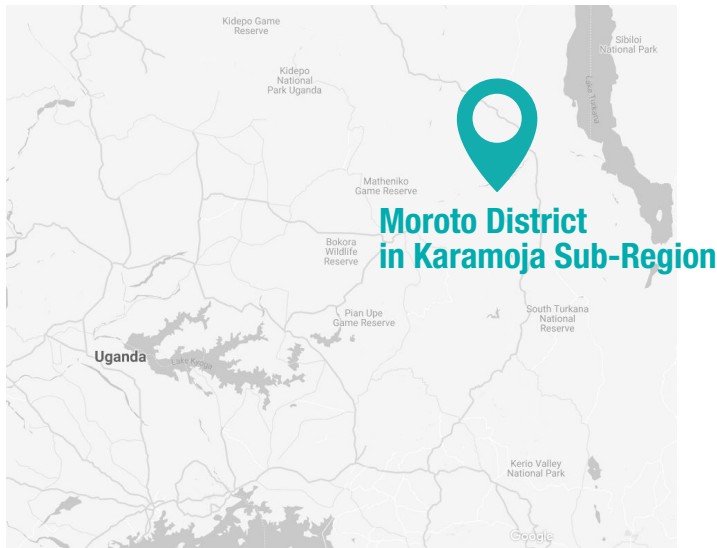 Kidepo Game
Reserve
Sibiloi
National Park
Kidepo
National
Park Uganda
Lake Turkana
Matheniko
Game Reserve
Moroto District
in Karamoja Sub-Region
Bokora
Wildlife
Reserve
Pian Upe
Game Reserve
South Turkana
National
Reserve
Uganda
Lake Kyoga
Kerio Valley
National Park
Google